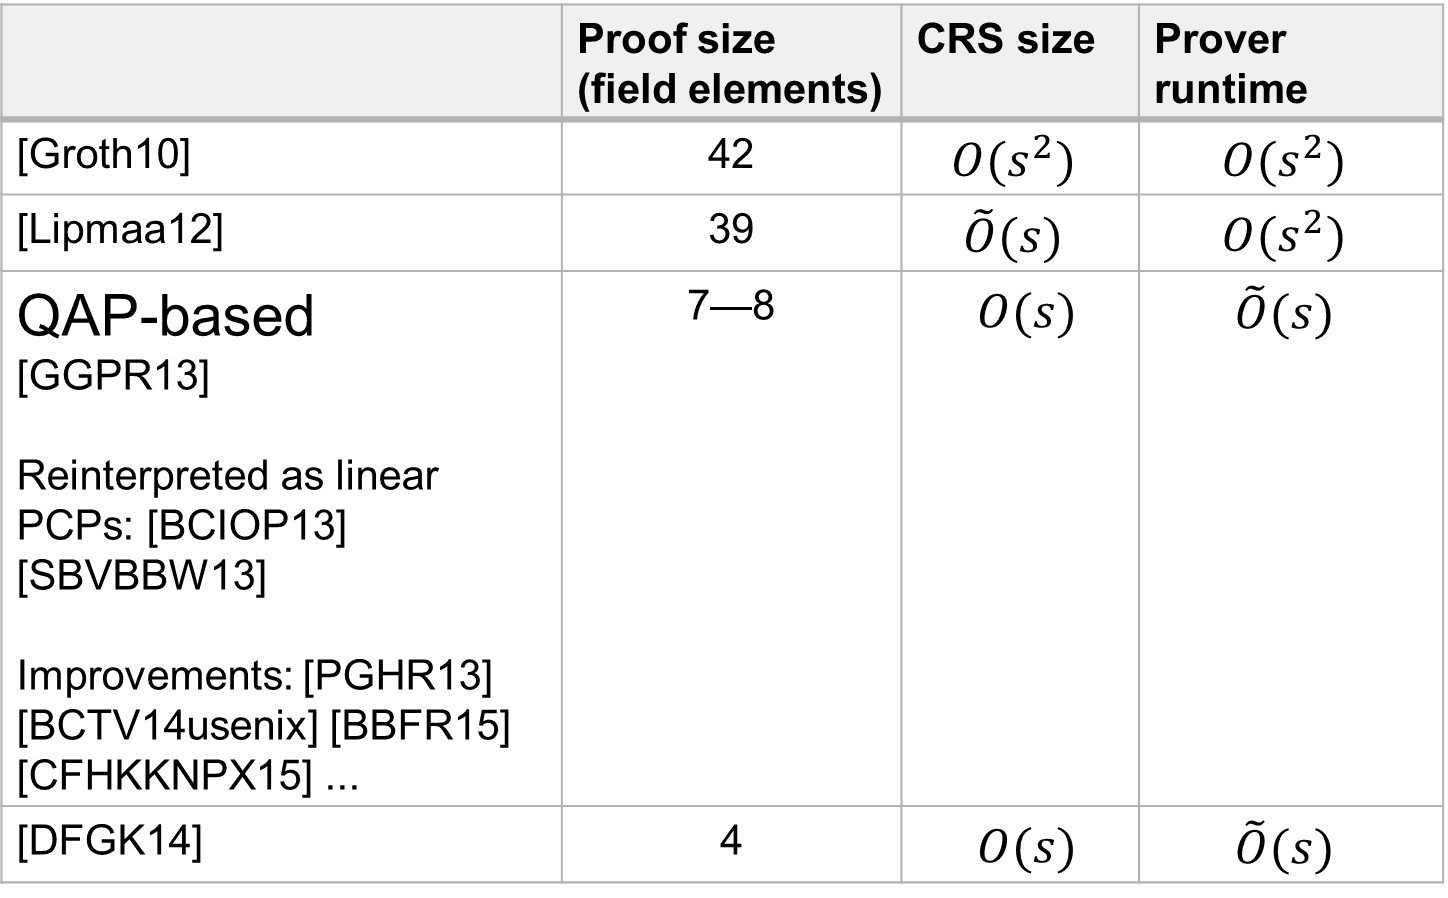 Proof size
(field elements)
CRS size
Prover
runtime
[Groth10]
42
O(s²)
O(s²)
[Lipmaa12]
39
Õ(s)
O(s²)
QAP-based
7—8
O(s)
Õ(s)
[GGPR13]
Reinterpreted as linear
PCPs: [BCIOP13]
[SBVBBW13]
Improvements: [PGHR13]
[BCTV14usenix] [BBFR15]
[CFHKKNPX15] ...
[DFGK14]
4
O(s)
Õ(s)